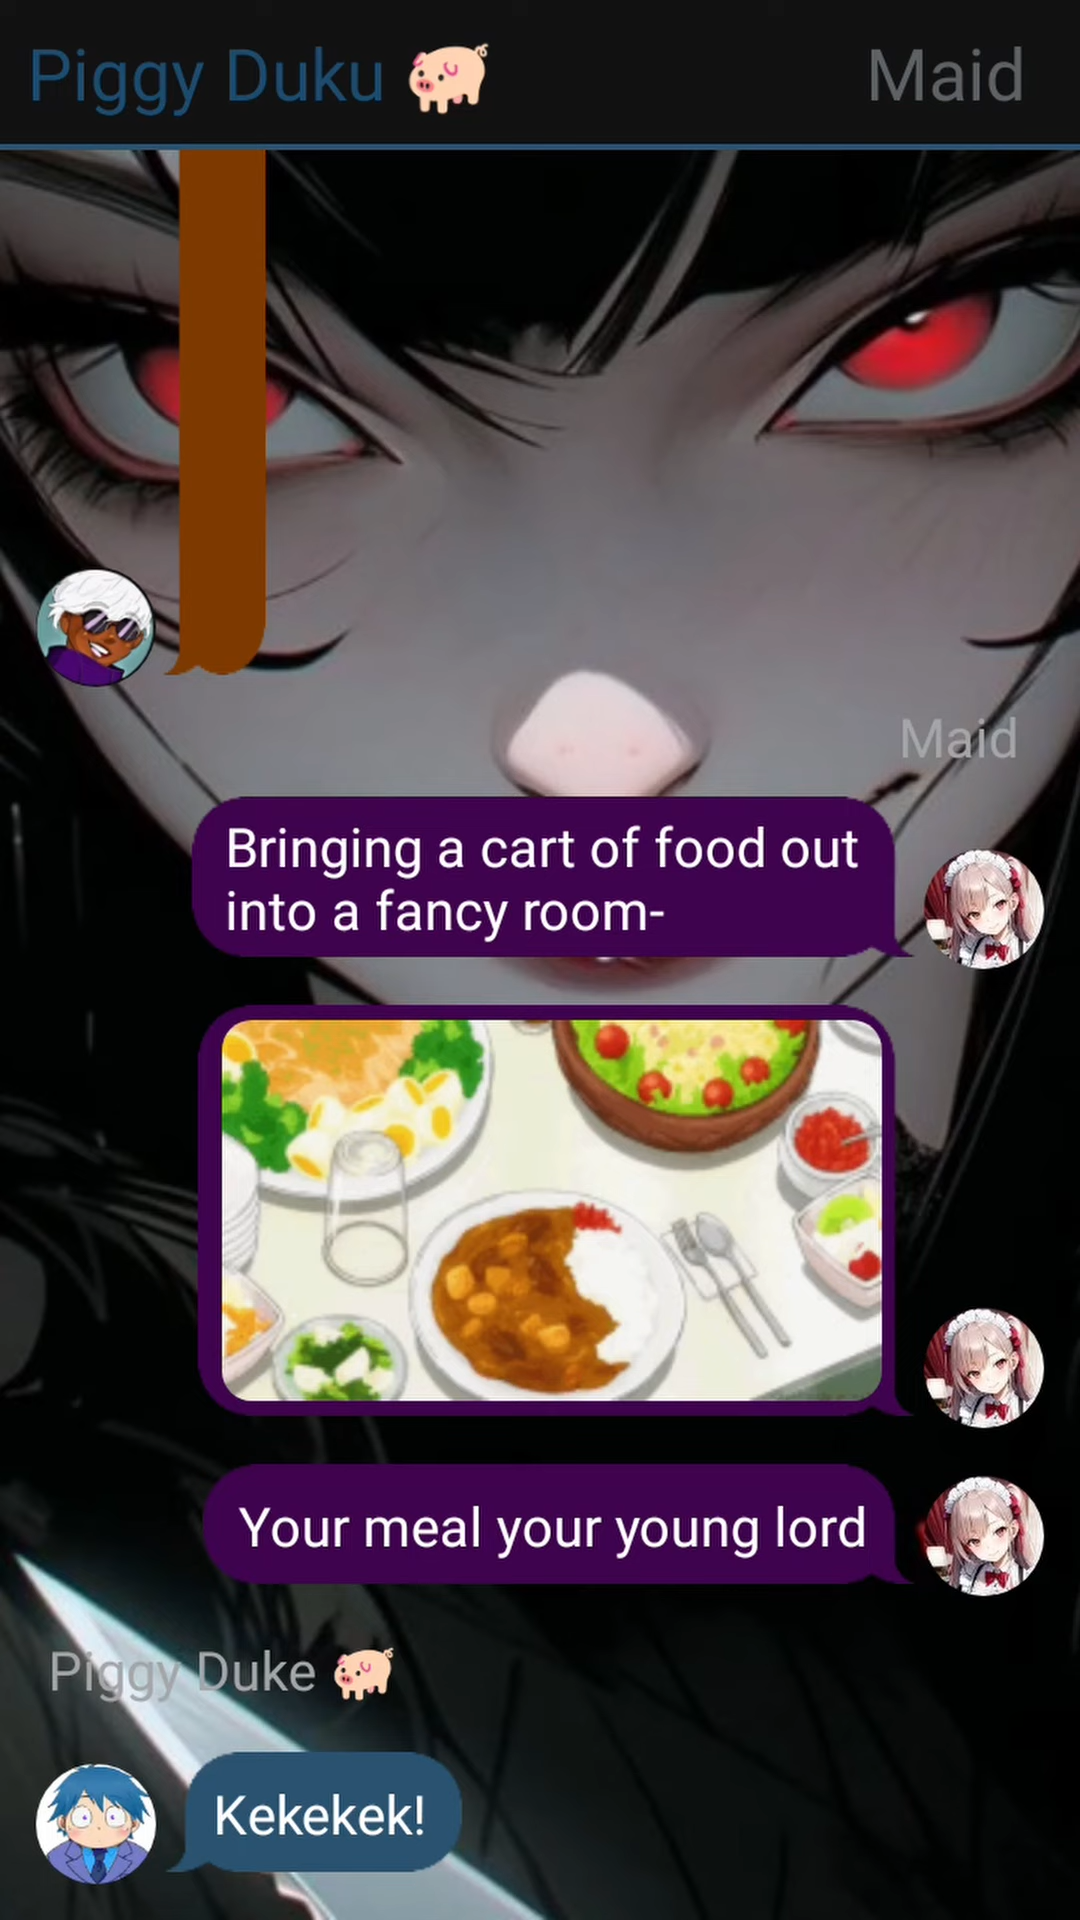 Piggy Duku 🐖 Maid
Maid
Bringing a cart of food out
into a fancy room-
Your meal your young lord
Piggy Duke 🐖
Kekekek!